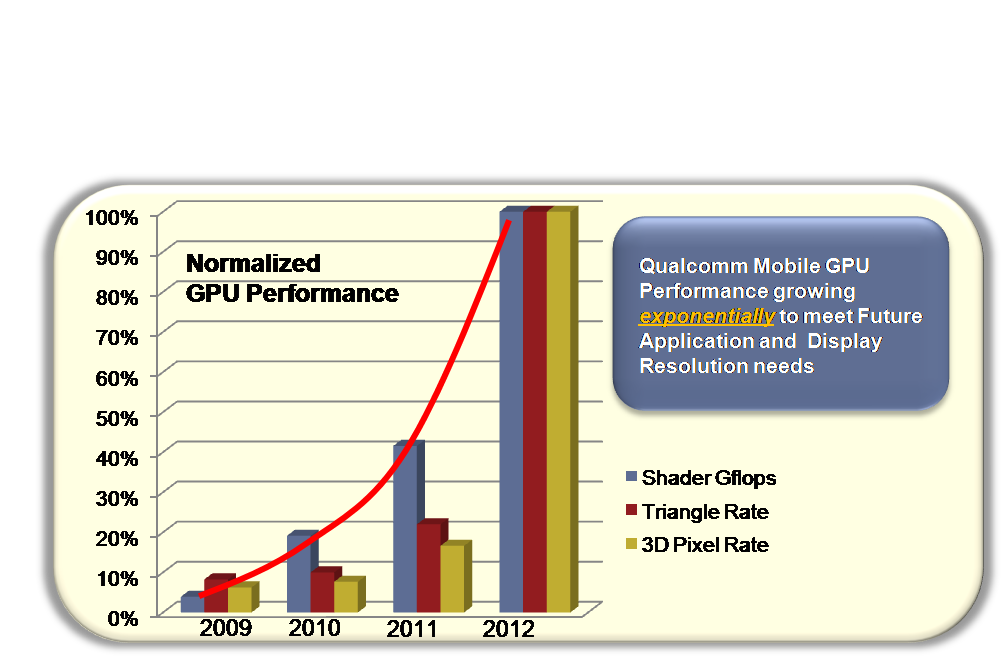 100%
90%
80%
70%
60%
50%
40%
30%
20%
10%
0%
Normalized
GPU Performance
2009 2010 2011 2012
Qualcomm Mobile GPU
Performance growing
exponentially to meet Future
Application and Display
Resolution needs
Shader Gflops
Triangle Rate
3D Pixel Rate